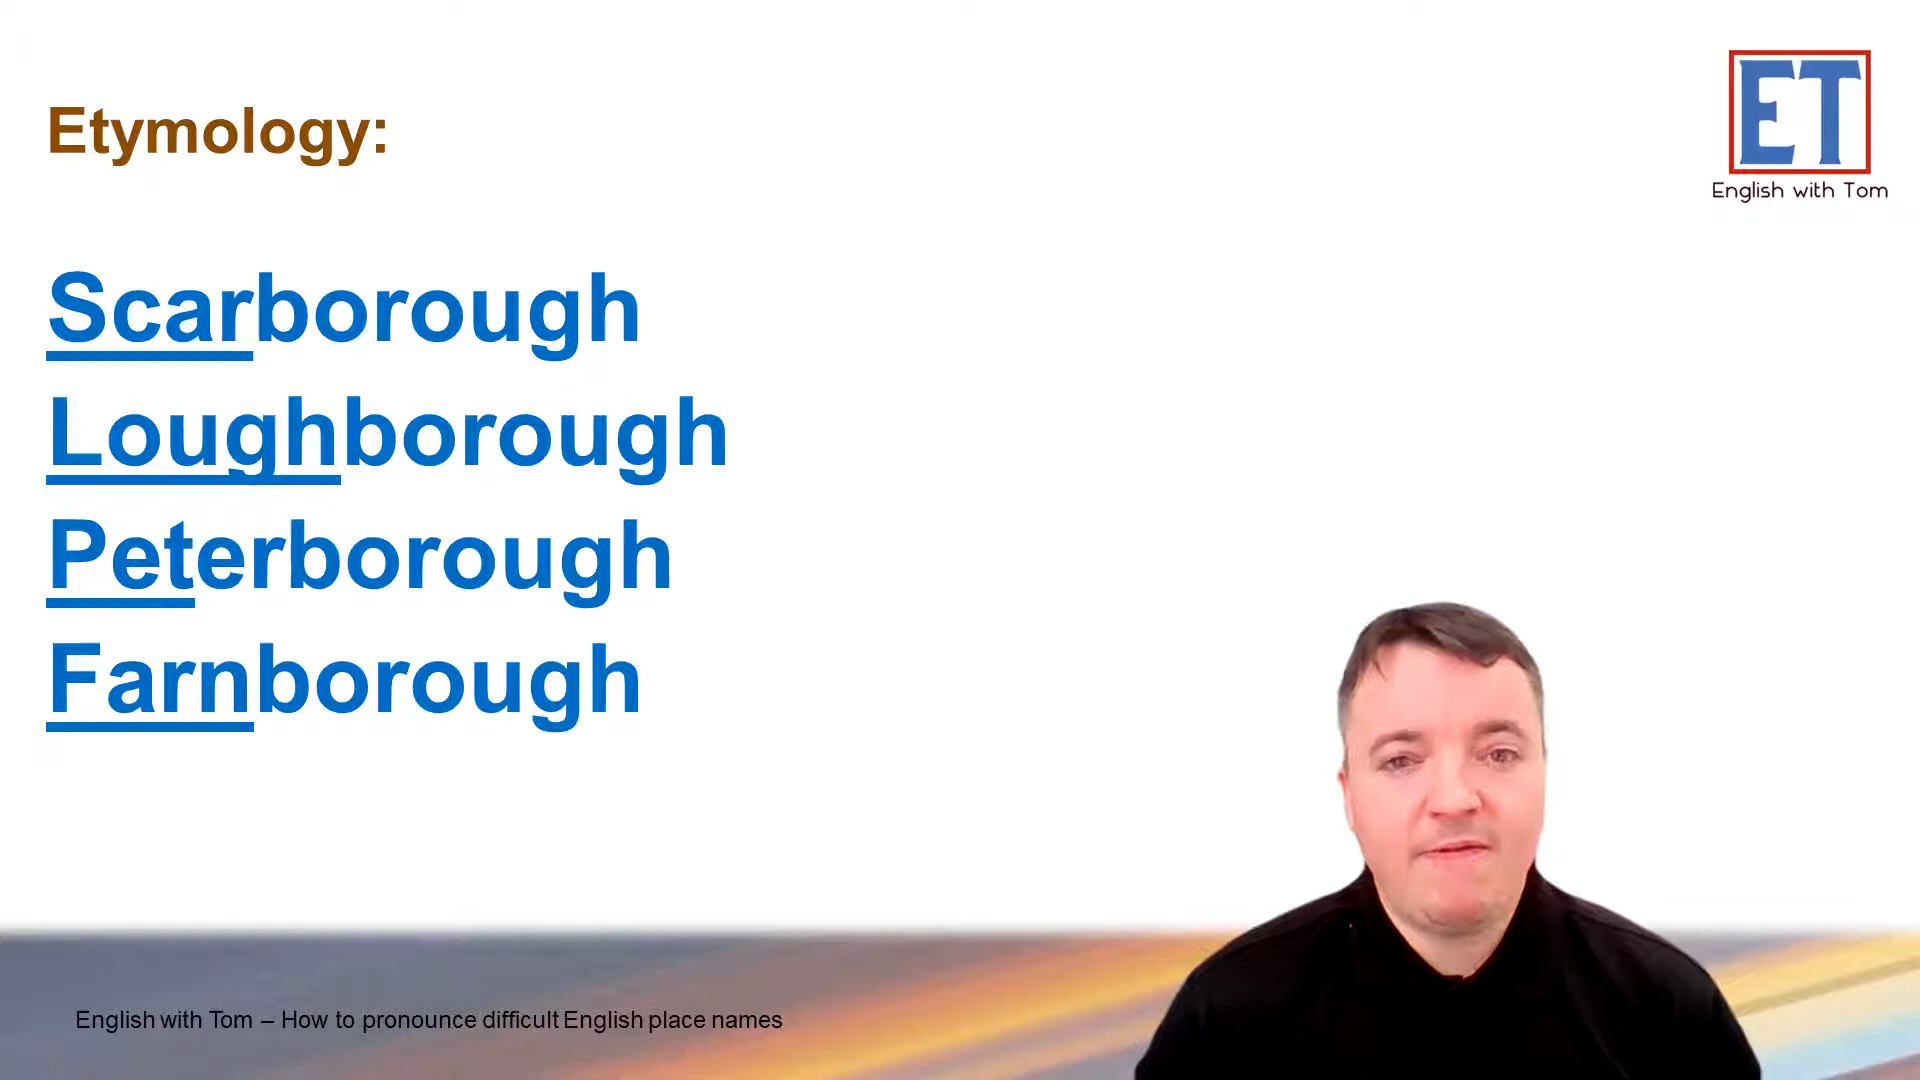 Etymology:
ET
English with Tom
Scarborough
Loughborough
Peterborough
Farnborough
English with Tom – How to pronounce difficult English place names